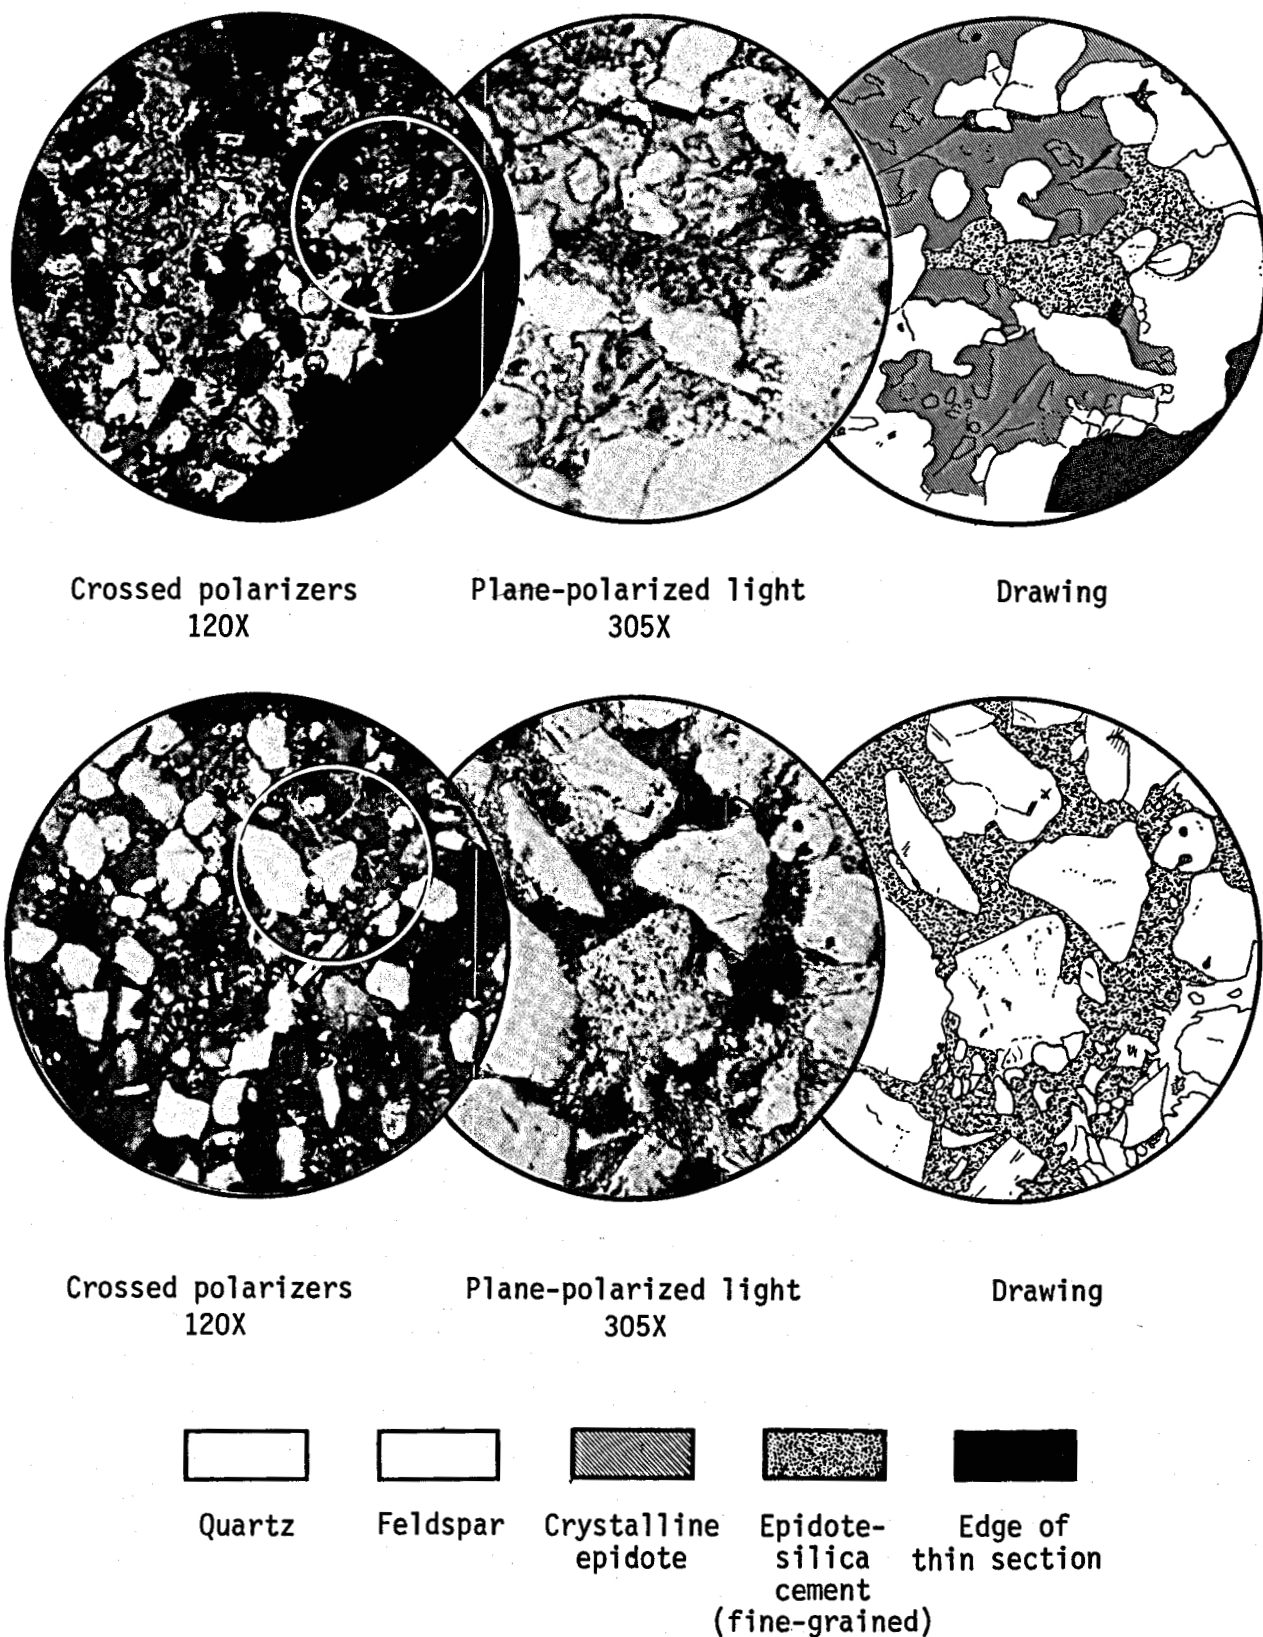 Crossed polarizers
120X
Plane-polarized light
305X
Drawing
Crossed polarizers
120X
Plane-polarized light
305X
Drawing
Quartz
Feldspar
Crystalline
epidote
Epidote-
silica
cement
(fine-grained)
Edge of
thin section